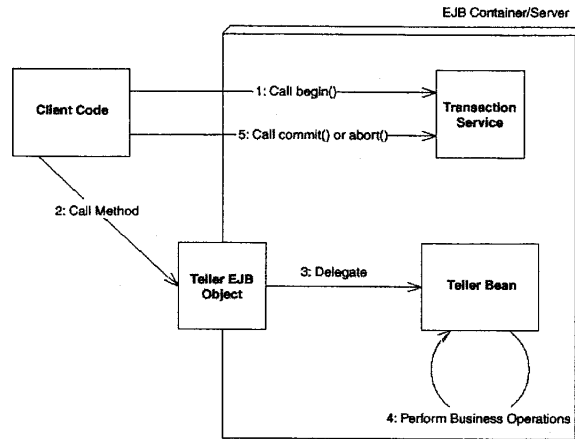 EJB Container/Server
Client Code
1: Call begin()
Transaction
Service
5: Call commit() or abort()
2: Call Method
Teller EJB
Object
3: Delegate
Teller Bean
4: Perform Business Operations